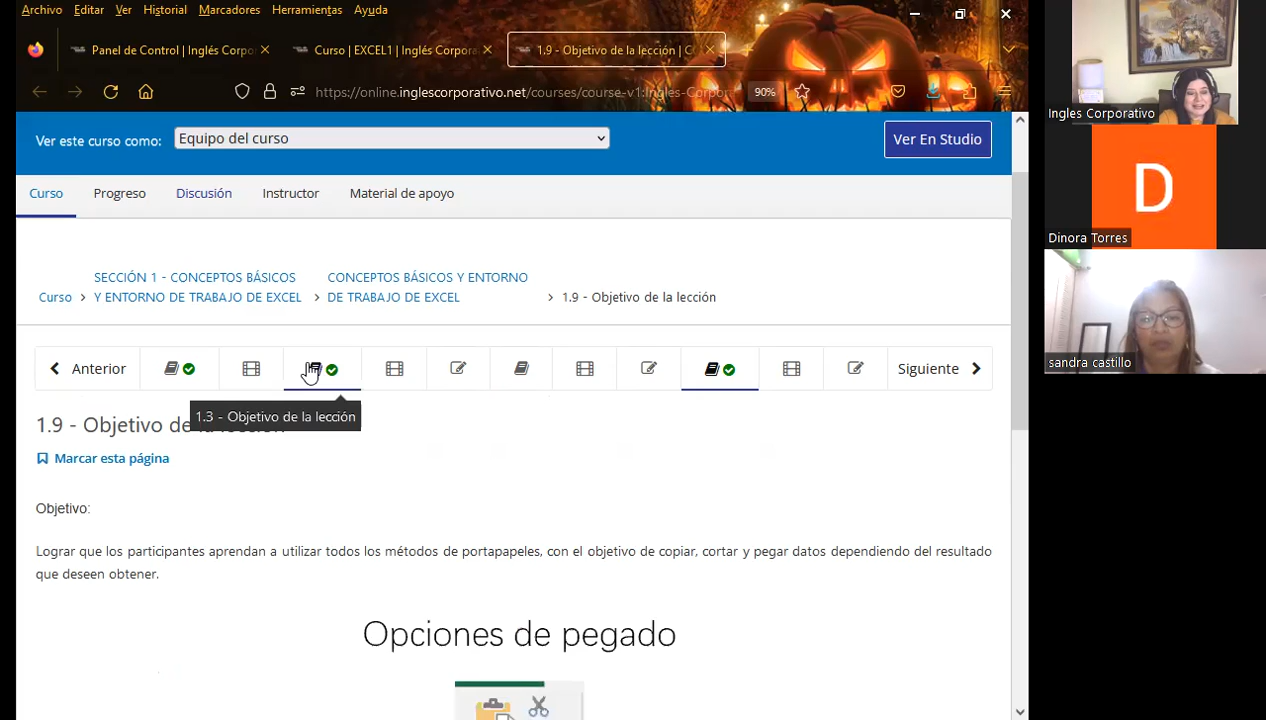 Archivo Editar Ver Historial Marcadores Herramientas Ayuda
Panel de Control | Inglés Corpo
Curso | EXCEL1 | Inglés Corpora
1.9 - Objetivo de la lección | C
https://online.inglescorporativo.net/courses/course-v1:Ingles-Corpor
90%
Ver este curso como:
Equipo del curso
Ver En Studio
Curso
Progreso
Discusión
Instructor
Material de apoyo
Curso
SECCIÓN 1 - CONCEPTOS BÁSICOS
Y ENTORNO DE TRABAJO DE EXCEL
CONCEPTOS BÁSICOS Y ENTORNO
DE TRABAJO DE EXCEL
1.9 - Objetivo de la lección
Anterior
Siguiente
1.3 - Objetivo de la lección
1.9 - Objetivo de la lección
Marcar esta página
Objetivo:
Lograr que los participantes aprendan a utilizar todos los métodos de portapapeles, con el objetivo de copiar, cortar y pegar datos dependiendo del resultado
que deseen obtener.
Opciones de pegado
Ingles Corporativo
D
Dinora Torres
sandra castillo